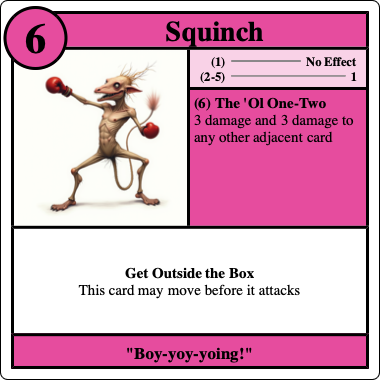 6
Squinch
(1) No Effect
(2-5) 1
(6) The 'Ol One-Two
3 damage and 3 damage to
any other adjacent card
Get Outside the Box
This card may move before it attacks
"Boy-yoy-yoing!"